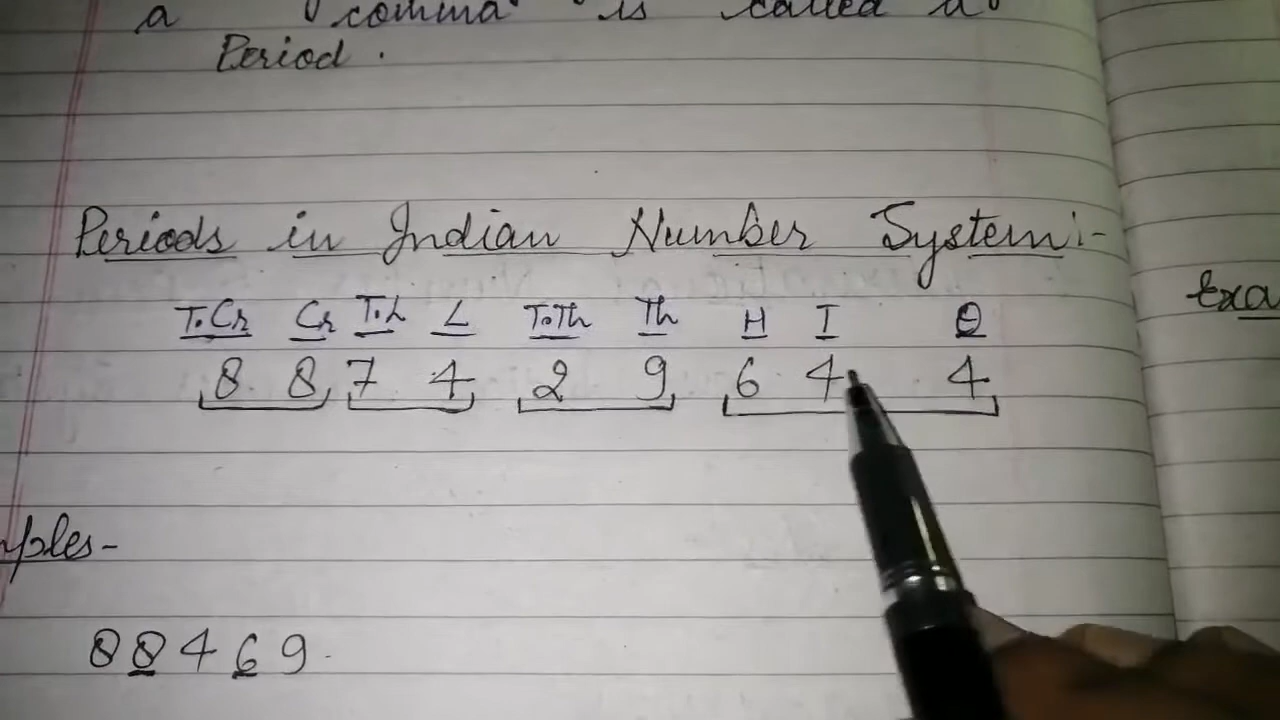 a comma is called a
Period.
Periods in Indian Number System:-
T.Cr Cr T.L L T.Th Th H T O
8 8 7 4 2 9 6 4 4
Exa
mples-
88469.